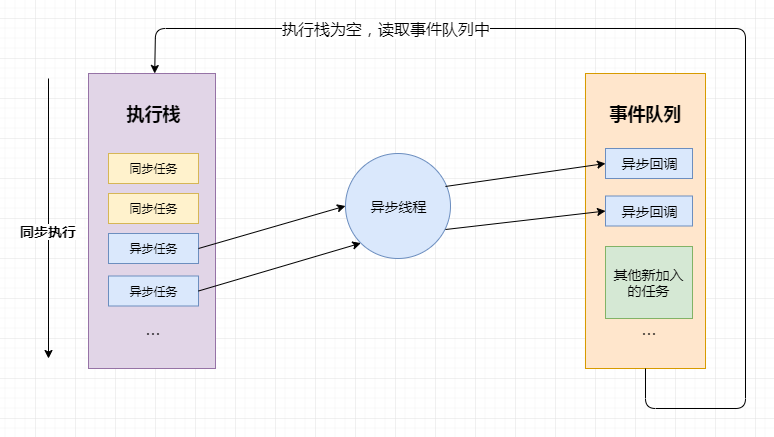 执行栈为空，读取事件队列中
同步执行
执行栈
同步任务
同步任务
异步任务
异步任务
...
异步线程
事件队列
异步回调
异步回调
其他新加入
的任务
...